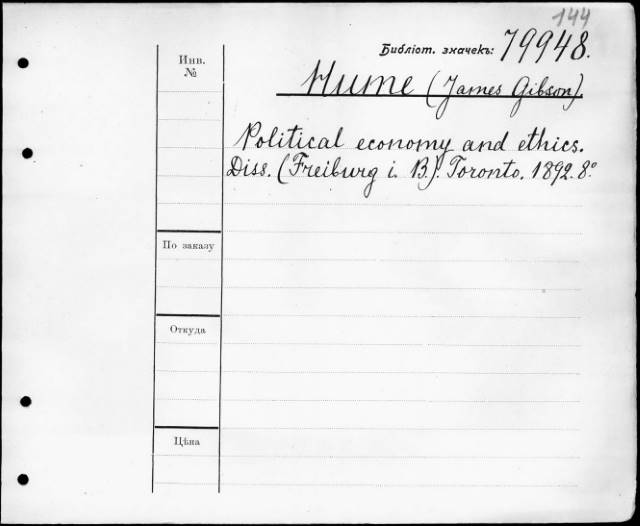 144
Библіот. значекъ: 79948.
Инв.
№
Hume (James Gibson).
Political economy and ethics.
Diss. (Freiburg i. B.). Toronto. 1892. 8°
По заказу
Откуда
Цѣна